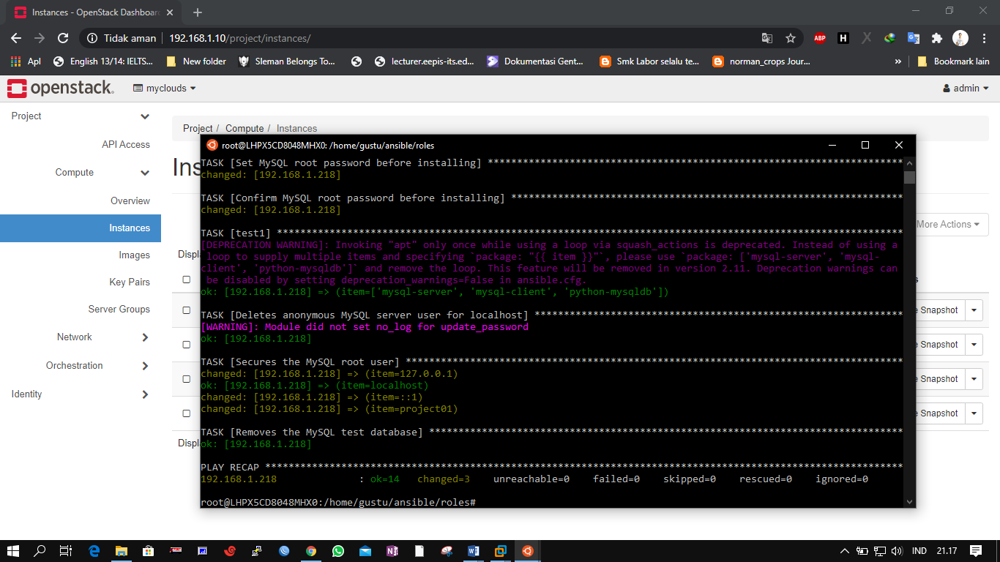 Instances - OpenStack Dashboar
Tidak aman
192.168.1.10/project/instances/
ABP
H
X
Apl
English 13/14: IELTS...
New folder
Sleman Belongs To...
lecturer.eepis-its.ed...
Dokumentasi Gent...
Smk Labor selalu te...
norman_crops Jour...
»
Bookmark lain
openstack.
myclouds
admin
Project
API Access
Compute
Overview
Instances
Images
Key Pairs
Server Groups
Network
Orchestration
Identity
Project / Compute / Instances
Ins
More Actions
Displ
s
e Snapshot
e Snapshot
e Snapshot
e Snapshot
Displ
root@LHPX5CD8048MHX0: /home/gustu/ansible/roles
TASK [Set MySQL root password before installing] ***********************************************************************
changed: [192.168.1.218]
TASK [Confirm MySQL root password before installing] *******************************************************************
changed: [192.168.1.218]
TASK [test1] ***********************************************************************************************************
[DEPRECATION WARNING]: Invoking "apt" only once while using a loop via squash_actions is deprecated. Instead of using a
loop to supply multiple items and specifying `package: "{{ item }}"`, please use `package: ['mysql-server', 'mysql-
client', 'python-mysqldb']` and remove the loop. This feature will be removed in version 2.11. Deprecation warnings can
be disabled by setting deprecation_warnings=False in ansible.cfg.
ok: [192.168.1.218] => (item=['mysql-server', 'mysql-client', 'python-mysqldb'])
TASK [Deletes anonymous MySQL server user for localhost] ***************************************************************
[WARNING]: Module did not set no_log for update_password
ok: [192.168.1.218]
TASK [Secures the MySQL root user] *************************************************************************************
changed: [192.168.1.218] => (item=127.0.0.1)
ok: [192.168.1.218] => (item=localhost)
changed: [192.168.1.218] => (item=::1)
changed: [192.168.1.218] => (item=project01)
TASK [Removes the MySQL test database] *********************************************************************************
ok: [192.168.1.218]
PLAY RECAP *************************************************************************************************************
192.168.1.218 : ok=14 changed=3 unreachable=0 failed=0 skipped=0 rescued=0 ignored=0
root@LHPX5CD8048MHX0:/home/gustu/ansible/roles#
IND
21.17